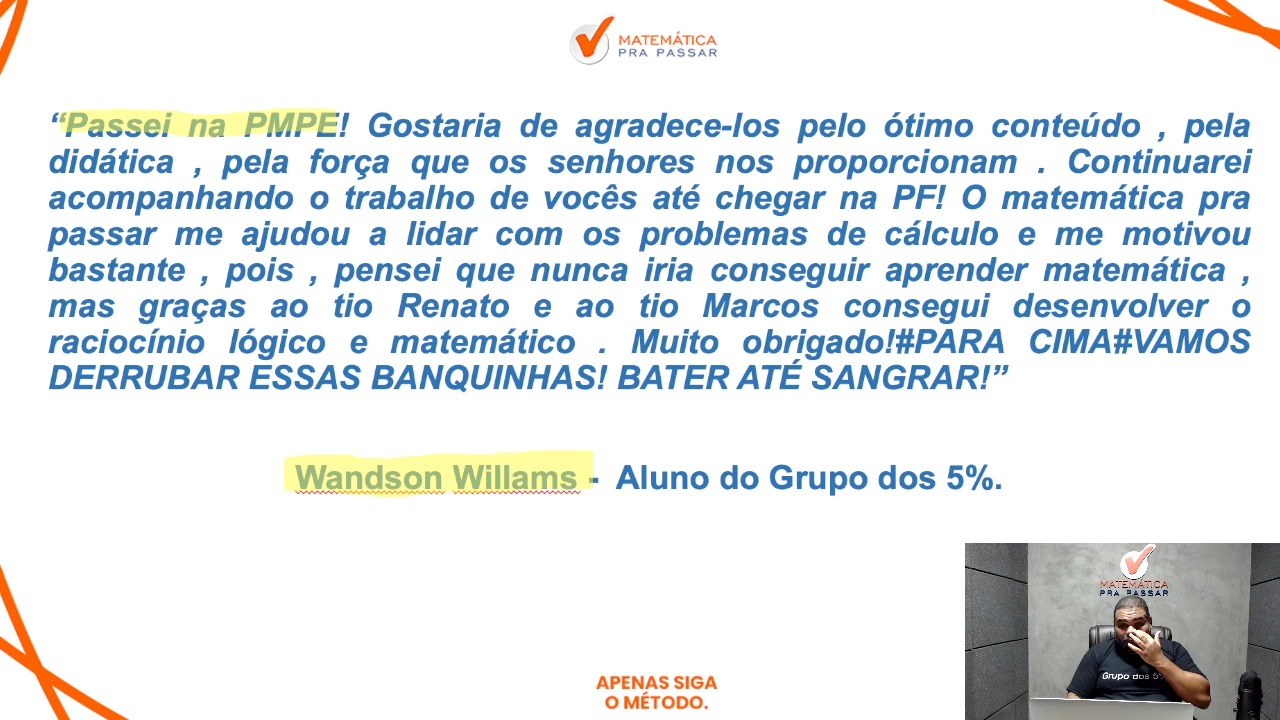 MATEMÁTICA
PRA PASSAR
“Passei na PMPE! Gostaria de agradece-los pelo ótimo conteúdo , pela
didática , pela força que os senhores nos proporcionam . Continuarei
acompanhando o trabalho de vocês até chegar na PF! O matemática pra
passar me ajudou a lidar com os problemas de cálculo e me motivou
bastante , pois , pensei que nunca iria conseguir aprender matemática ,
mas graças ao tio Renato e ao tio Marcos consegui desenvolver o
raciocínio lógico e matemático . Muito obrigado!#PARA CIMA#VAMOS
DERRUBAR ESSAS BANQUINHAS! BATER ATÉ SANGRAR!”
Wandson Willams - Aluno do Grupo dos 5%.
MATEMÁTICA
PRA PASSAR
Grupo dos 5%
APENAS SIGA
O MÉTODO.